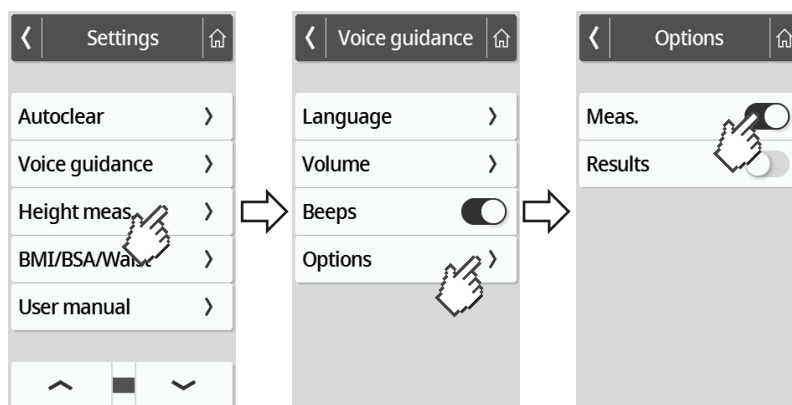 Settings
Autoclear
Voice guidance
Height meas.
BMI/BSA/Waist
User manual
Voice guidance
Language
Volume
Beeps
Options
Options
Meas.
Results